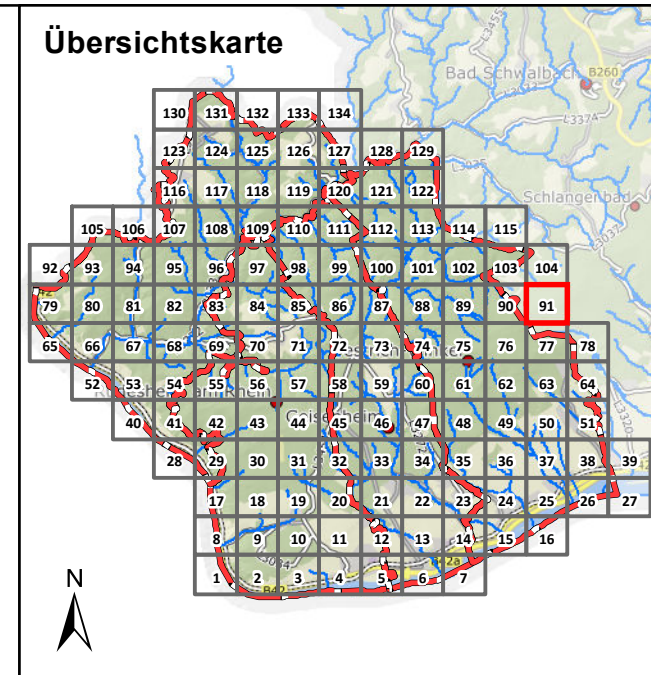 Übersichtskarte
L3455
Bad Schwalbach
B260
L3374
130 131 132 133 134
123 124 125 126 127 128 129
L3035
116 117 118 119 120 121 122
Schlangenbad
105 106 107 108 109 110 111 112 113 114 115
L3037
92 93 94 95 96 97 98 99 100 101 102 103 104
79 80 81 82 83 84 85 86 87 88 89 90 91
65 66 67 68 69 70 71 72 73 74 75 76 77 78
52 53 54 55 56 57 58 59 60 61 62 63 64
40 41 42 43 44 45 46 47 48 49 50 51
L3320
28 29 30 31 32 33 34 35 36 37 38 39
17 18 19 20 21 22 23 24 25 26 27
8 9 10 11 12 13 14 15 16
L3034
B42a
N
1 2 3 4 5 6 7
B42